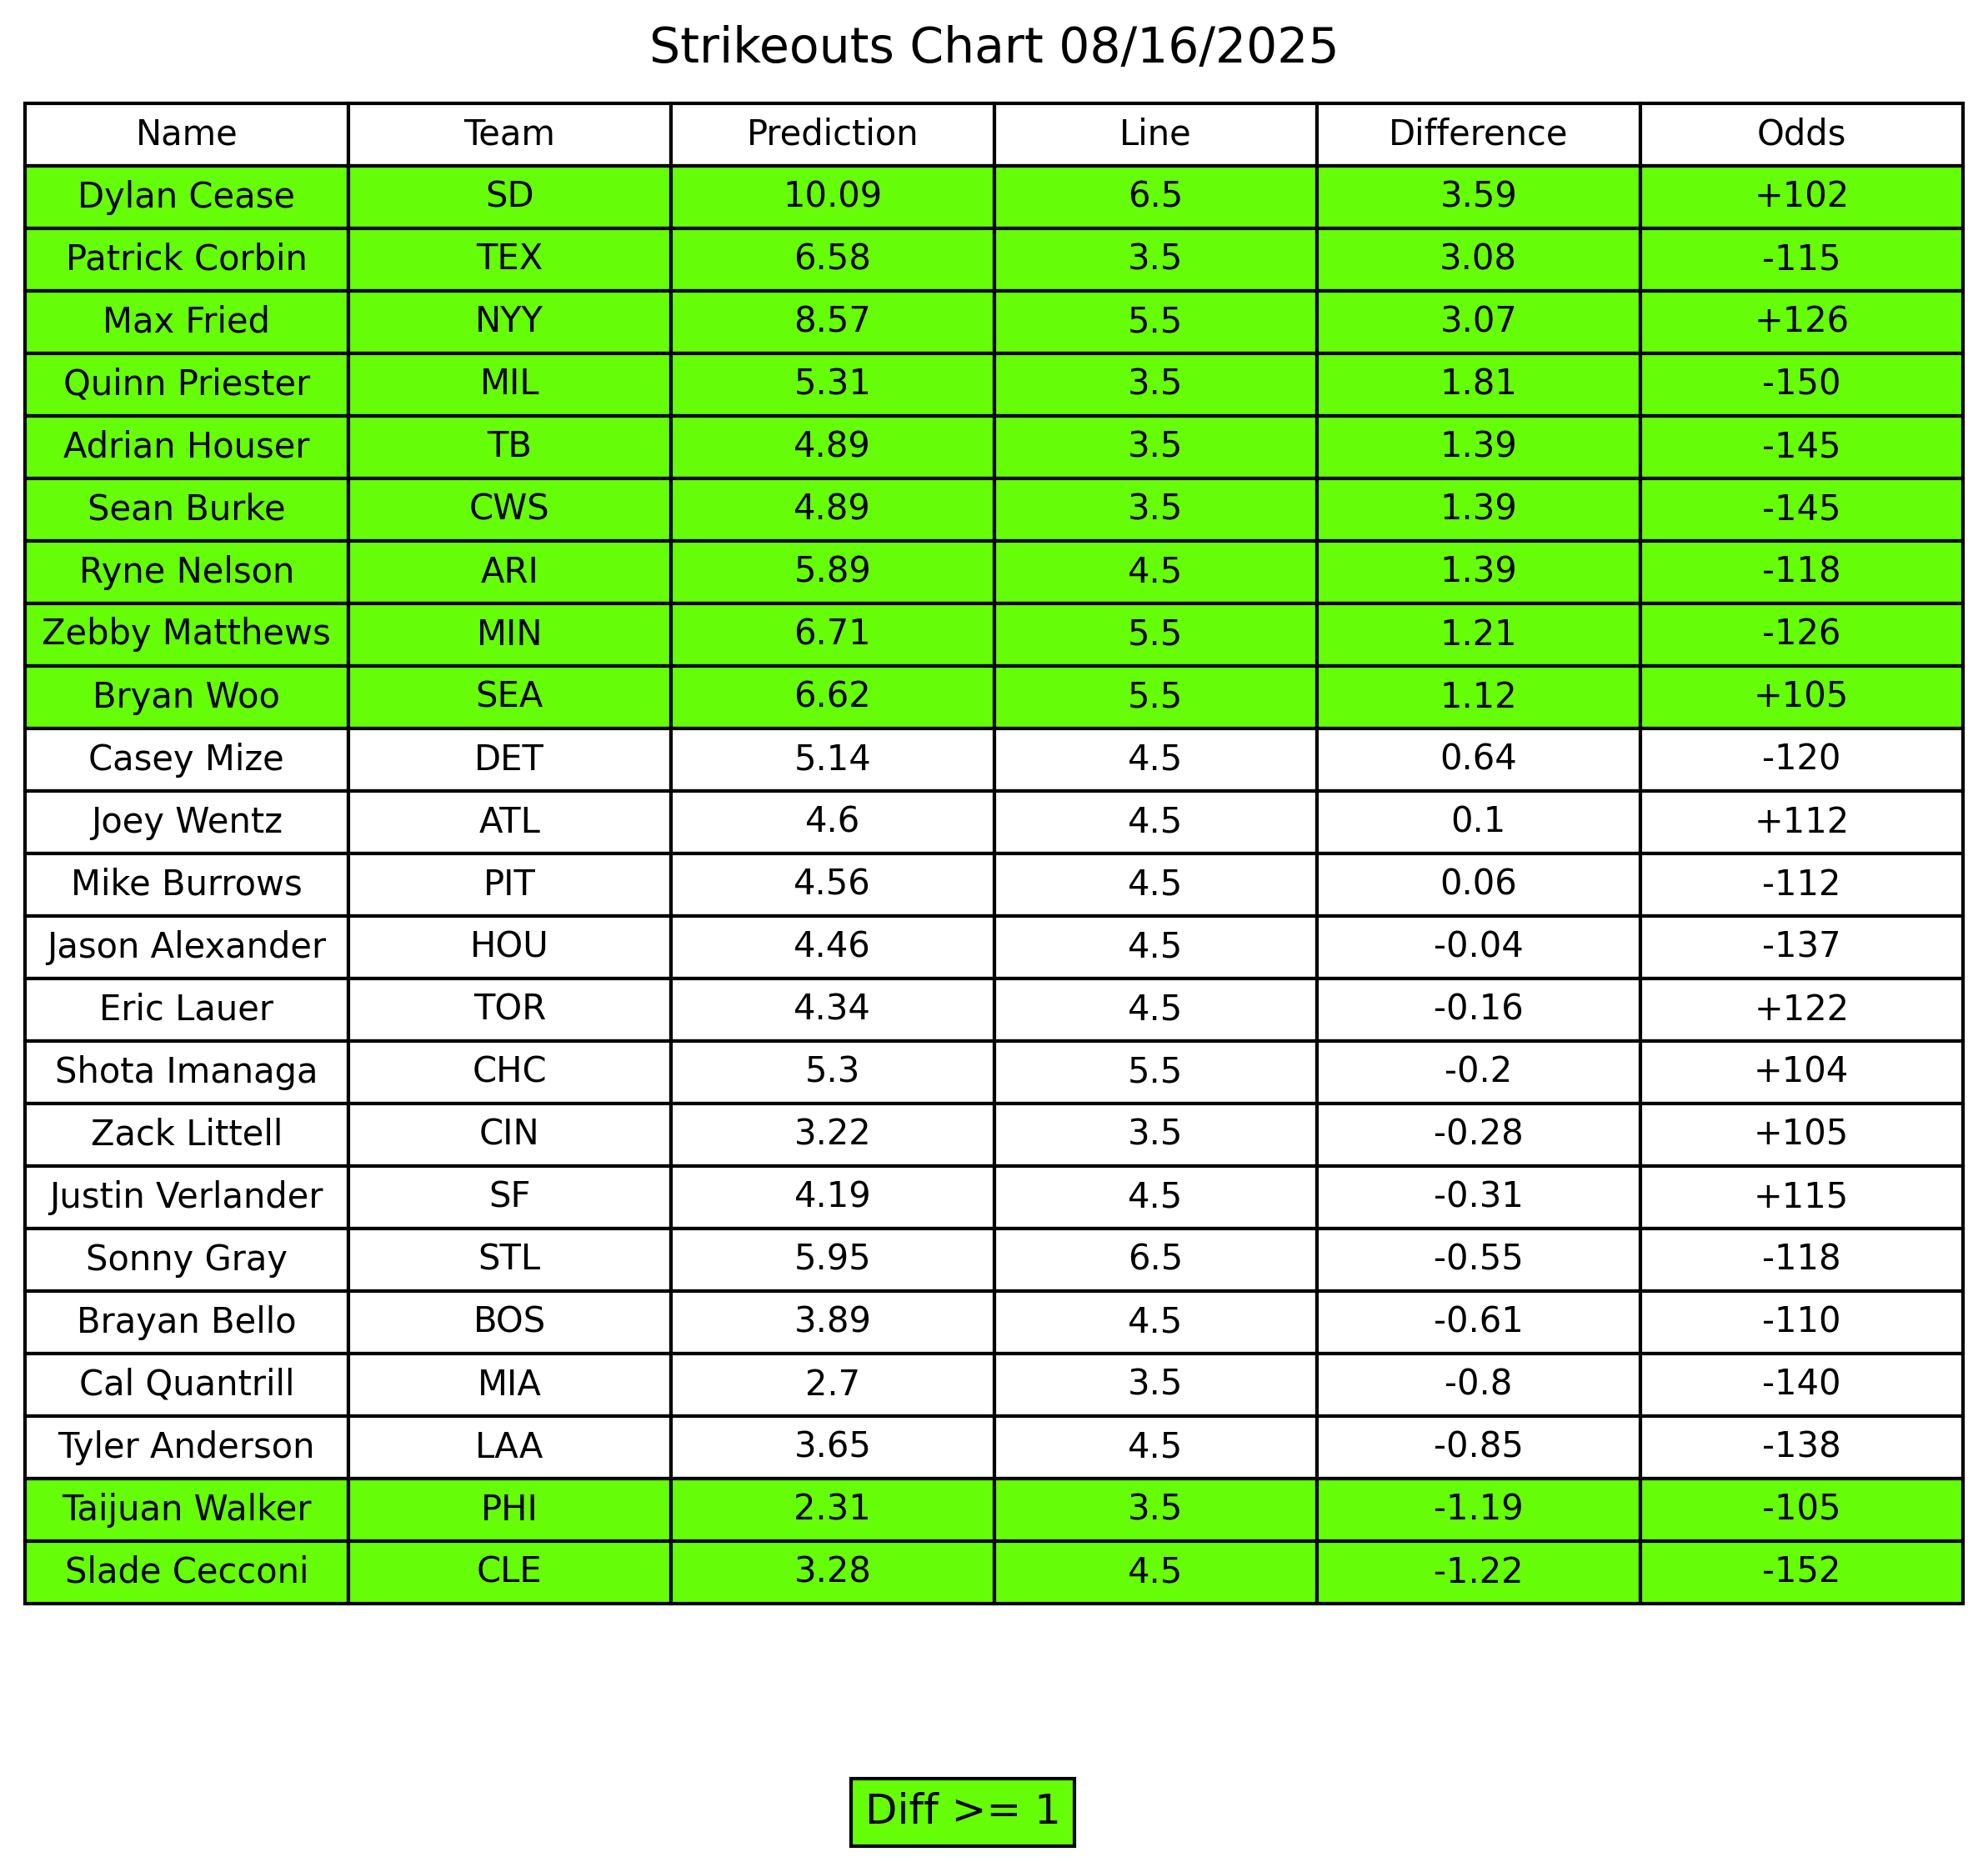 Strikeouts Chart 08/16/2025
Name Team Prediction Line Difference Odds
Dylan Cease SD 10.09 6.5 3.59 +102
Patrick Corbin TEX 6.58 3.5 3.08 -115
Max Fried NYY 8.57 5.5 3.07 +126
Quinn Priester MIL 5.31 3.5 1.81 -150
Adrian Houser TB 4.89 3.5 1.39 -145
Sean Burke CWS 4.89 3.5 1.39 -145
Ryne Nelson ARI 5.89 4.5 1.39 -118
Zebby Matthews MIN 6.71 5.5 1.21 -126
Bryan Woo SEA 6.62 5.5 1.12 +105
Casey Mize DET 5.14 4.5 0.64 -120
Joey Wentz ATL 4.6 4.5 0.1 +112
Mike Burrows PIT 4.56 4.5 0.06 -112
Jason Alexander HOU 4.46 4.5 -0.04 -137
Eric Lauer TOR 4.34 4.5 -0.16 +122
Shota Imanaga CHC 5.3 5.5 -0.2 +104
Zack Littell CIN 3.22 3.5 -0.28 +105
Justin Verlander SF 4.19 4.5 -0.31 +115
Sonny Gray STL 5.95 6.5 -0.55 -118
Brayan Bello BOS 3.89 4.5 -0.61 -110
Cal Quantrill MIA 2.7 3.5 -0.8 -140
Tyler Anderson LAA 3.65 4.5 -0.85 -138
Taijuan Walker PHI 2.31 3.5 -1.19 -105
Slade Cecconi CLE 3.28 4.5 -1.22 -152
Diff >= 1